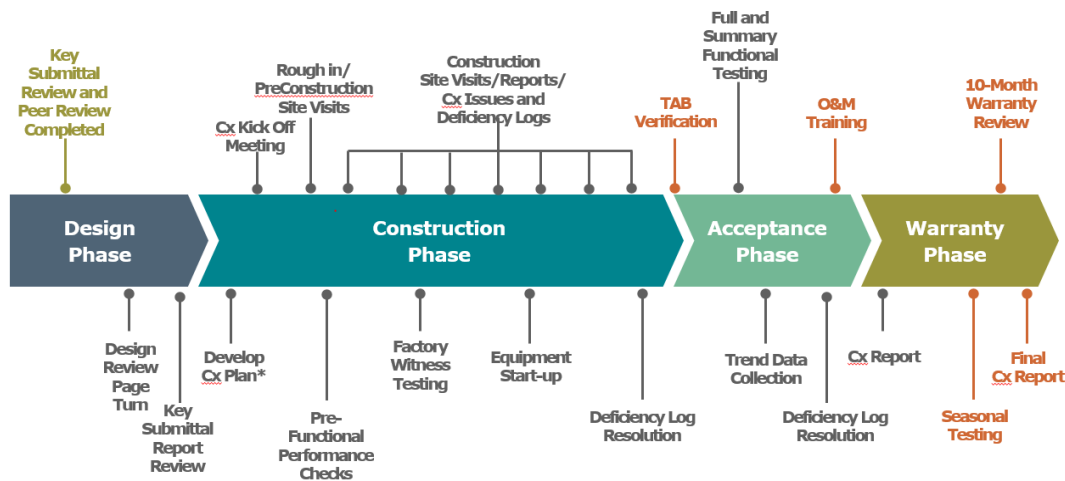 Key
Submittal
Review and
Peer Review
Completed
Cx Kick Off
Meeting
Rough in/
PreConstruction
Site Visits
Construction
Site Visits/Reports/
Cx Issues and
Deficiency Logs
TAB
Verification
Full and
Summary
Functional
Testing
O&M
Training
10-Month
Warranty
Review
Design
Phase
Construction
Phase
Acceptance
Phase
Warranty
Phase
Design
Review
Page
Turn
Key
Submittal
Report
Review
Develop
Cx Plan*
Pre-
Functional
Performance
Checks
Factory
Witness
Testing
Equipment
Start-up
Deficiency Log
Resolution
Trend Data
Collection
Deficiency Log
Resolution
Cx Report
Seasonal
Testing
Final
Cx Report